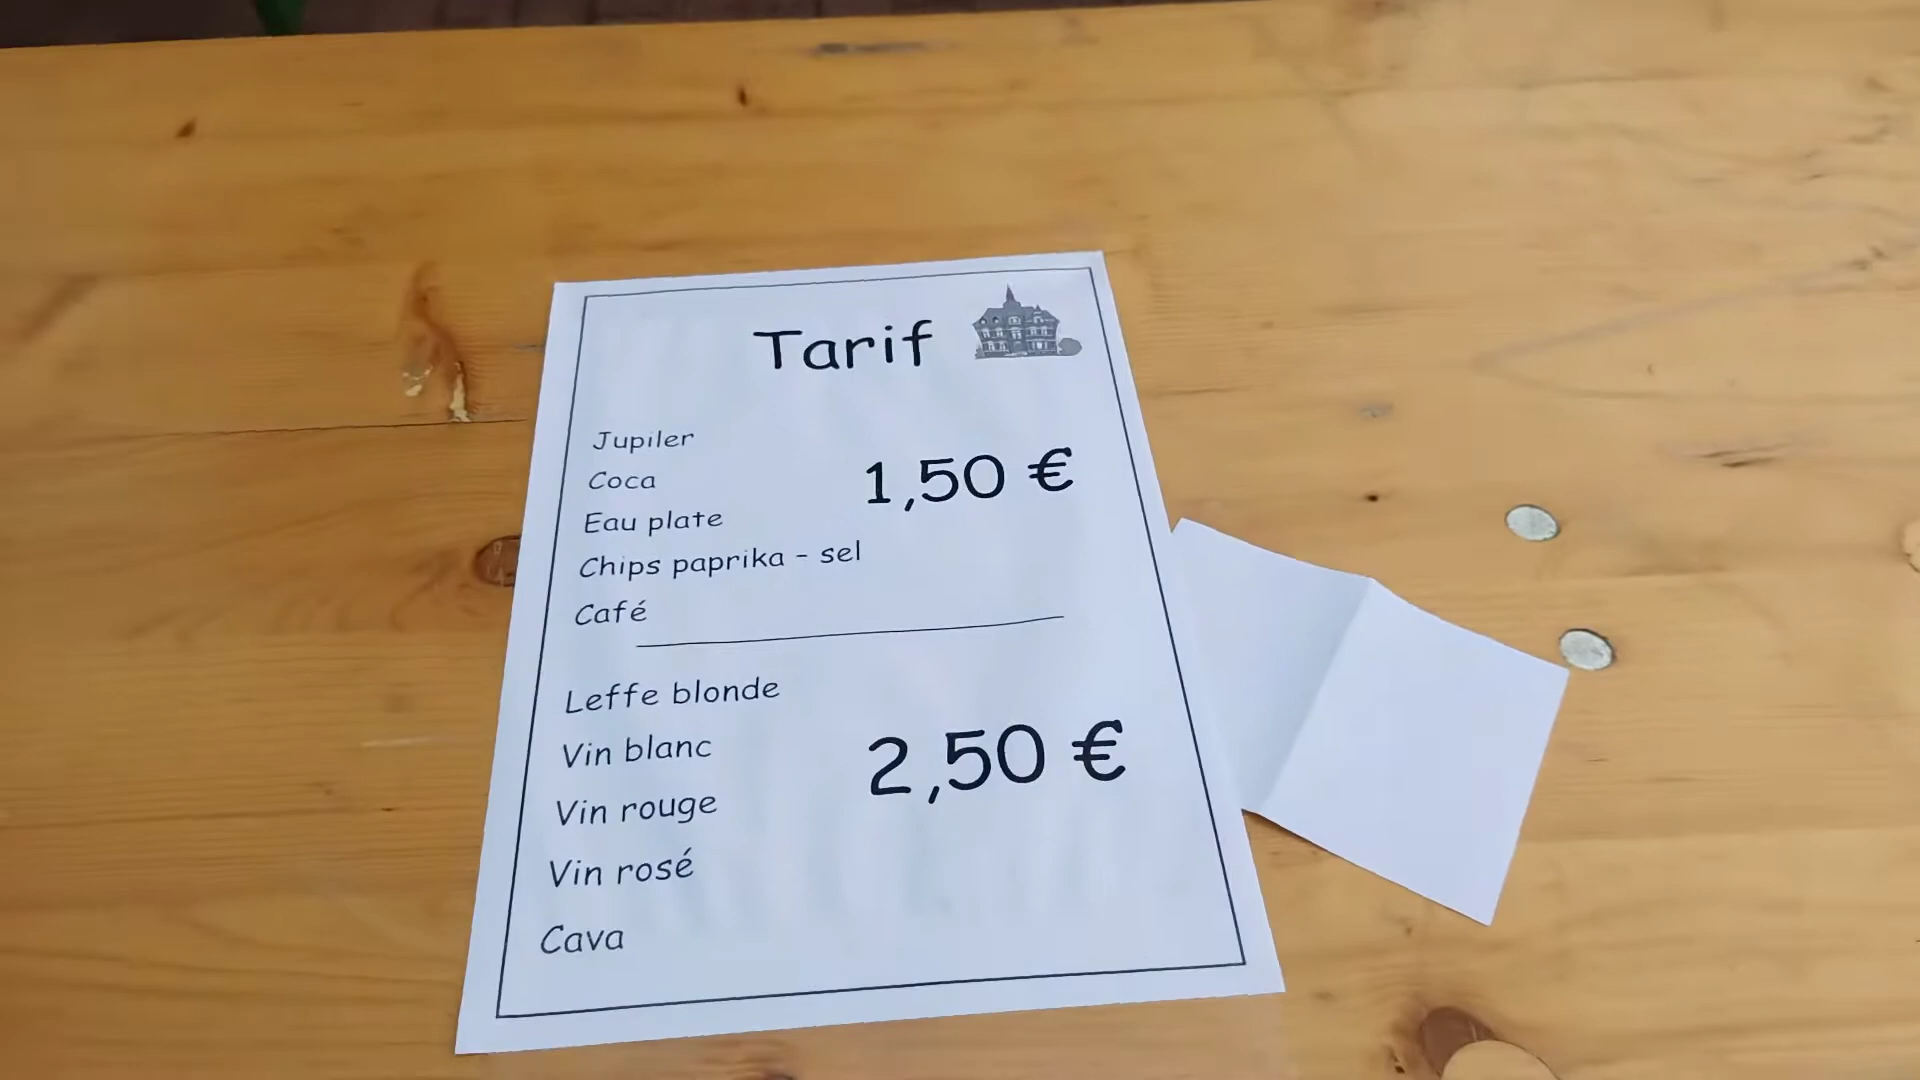 Tarif
Jupiler
Coca
Eau plate
Chips paprika - sel
Café
1,50 €
Leffe blonde
Vin blanc
Vin rouge
Vin rosé
Cava
2,50 €